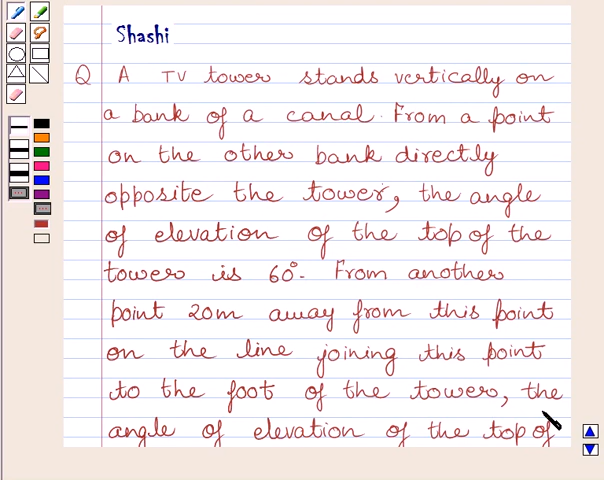 Shashi
Q A TV tower stands vertically on
a bank of a canal. From a point
on the other bank directly
opposite the tower, the angle
of elevation of the top of the
tower is 60°. From another
point 20m away from this point
on the line joining this point
to the foot of the tower, the
angle of elevation of the top of